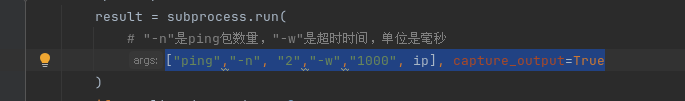 result = subprocess.run(
# "-n"是ping包数量，"-w"是超时时间，单位是毫秒
args: ["ping","-n", "2","-w","1000", ip], capture_output=True
)